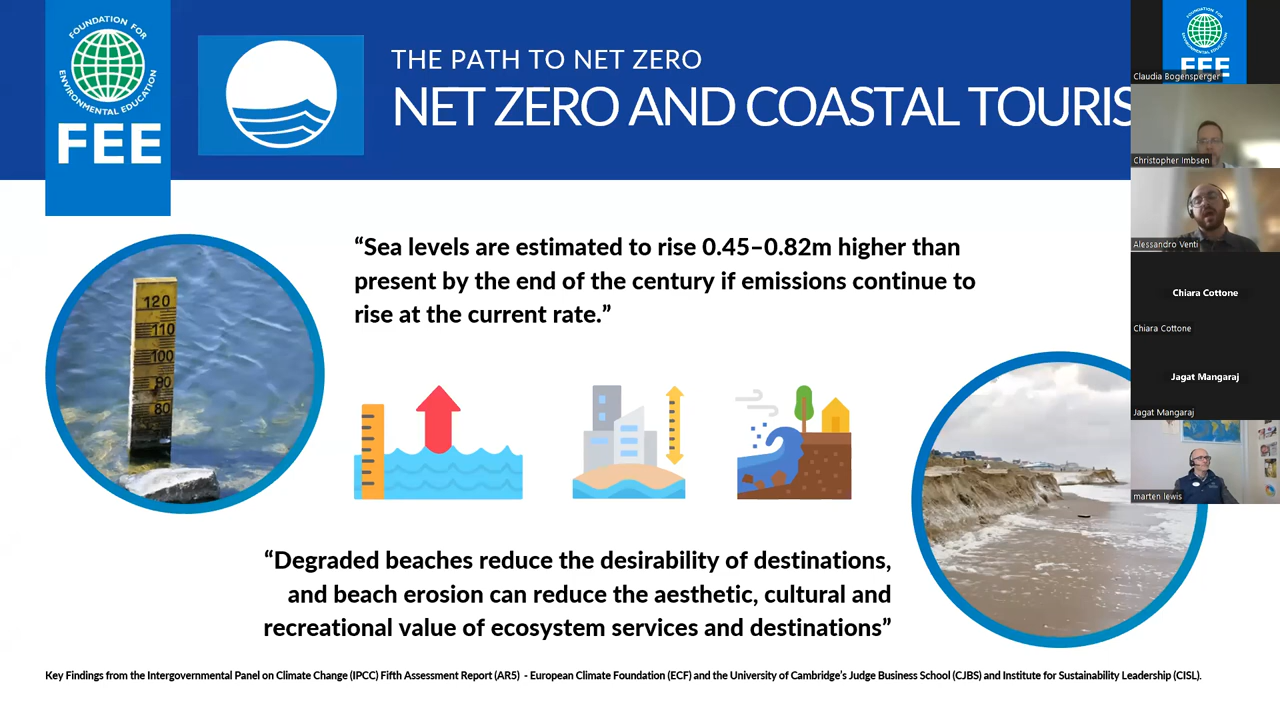 FOUNDATION FOR
ENVIRONMENTAL EDUCATION
FEE
THE PATH TO NET ZERO
NET ZERO AND COASTAL TOURIS
“Sea levels are estimated to rise 0.45–0.82m higher than
present by the end of the century if emissions continue to
rise at the current rate.”
120
110
100
90
80
“Degraded beaches reduce the desirability of destinations,
and beach erosion can reduce the aesthetic, cultural and
recreational value of ecosystem services and destinations”
Key Findings from the Intergovernmental Panel on Climate Change (IPCC) Fifth Assessment Report (AR5) - European Climate Foundation (ECF) and the University of Cambridge’s Judge Business School (CJBS) and Institute for Sustainability Leadership (CISL).
FEE
Claudia Bogensperger
Christopher Imbsen
Alessandro Venti
Chiara Cottone
Chiara Cottone
Jagat Mangaraj
Jagat Mangaraj
marten lewis